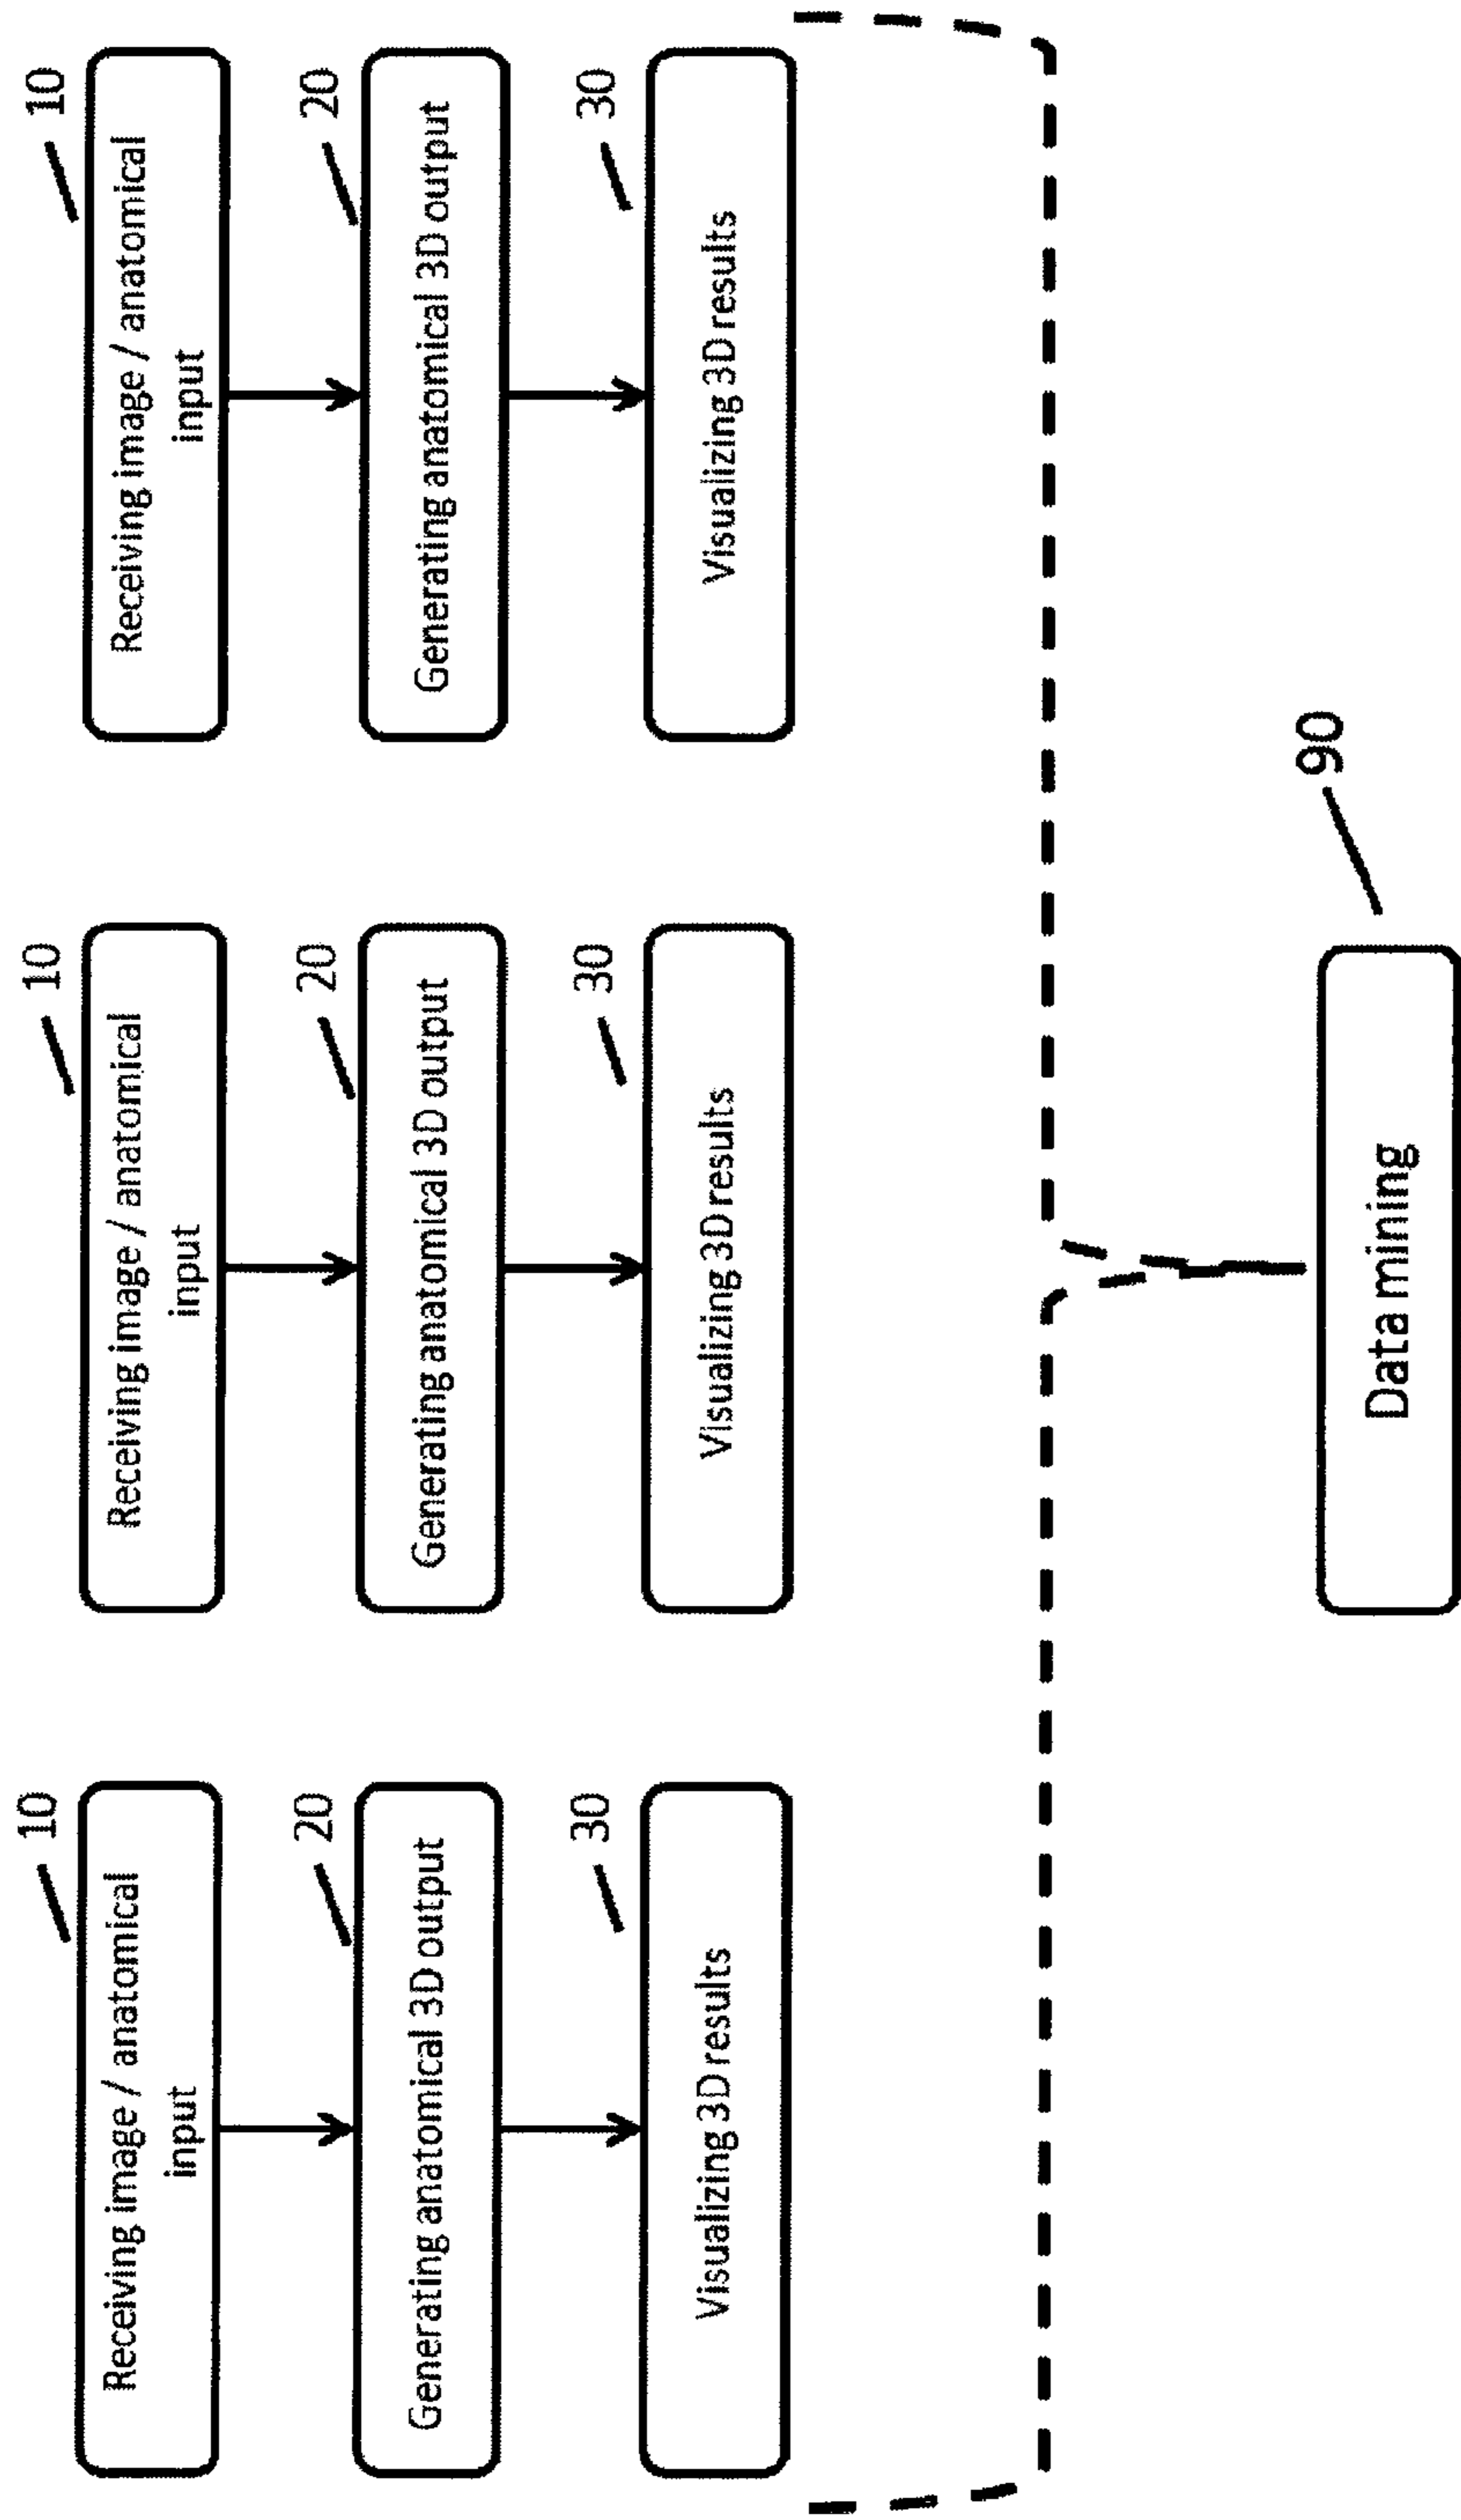 10
Receiving image / anatomical
input
20
Generating anatomical 3D output
30
Visualizing 3D results
10
Receiving image / anatomical
input
20
Generating anatomical 3D output
30
Visualizing 3D results
10
Receiving image / anatomical
input
20
Generating anatomical 3D output
30
Visualizing 3D results
90
Data mining